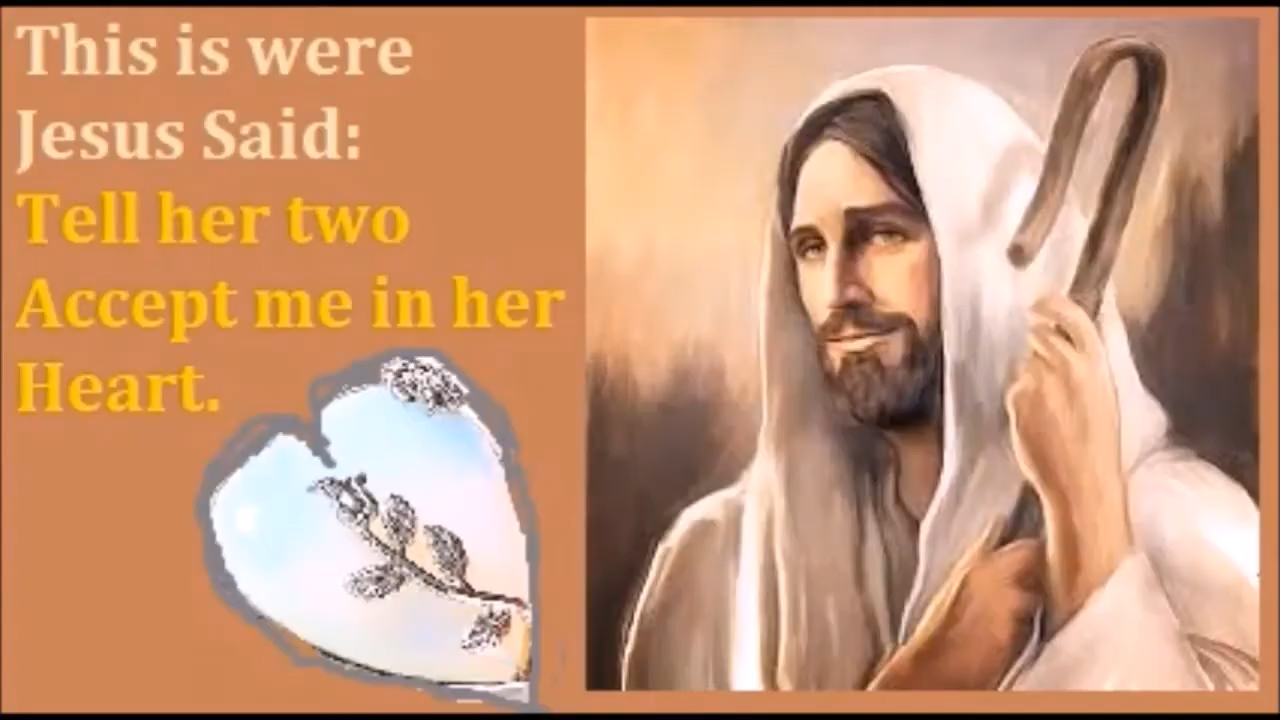 This is were
Jesus Said:
Tell her two
Accept me in her
Heart.